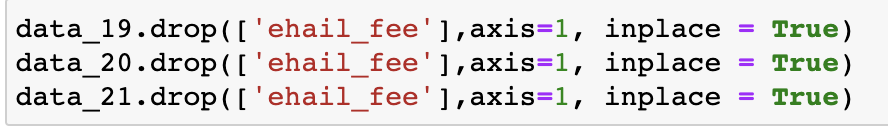 data_19.drop(['ehail_fee'],axis=1, inplace = True)
data_20.drop(['ehail_fee'],axis=1, inplace = True)
data_21.drop(['ehail_fee'],axis=1, inplace = True)